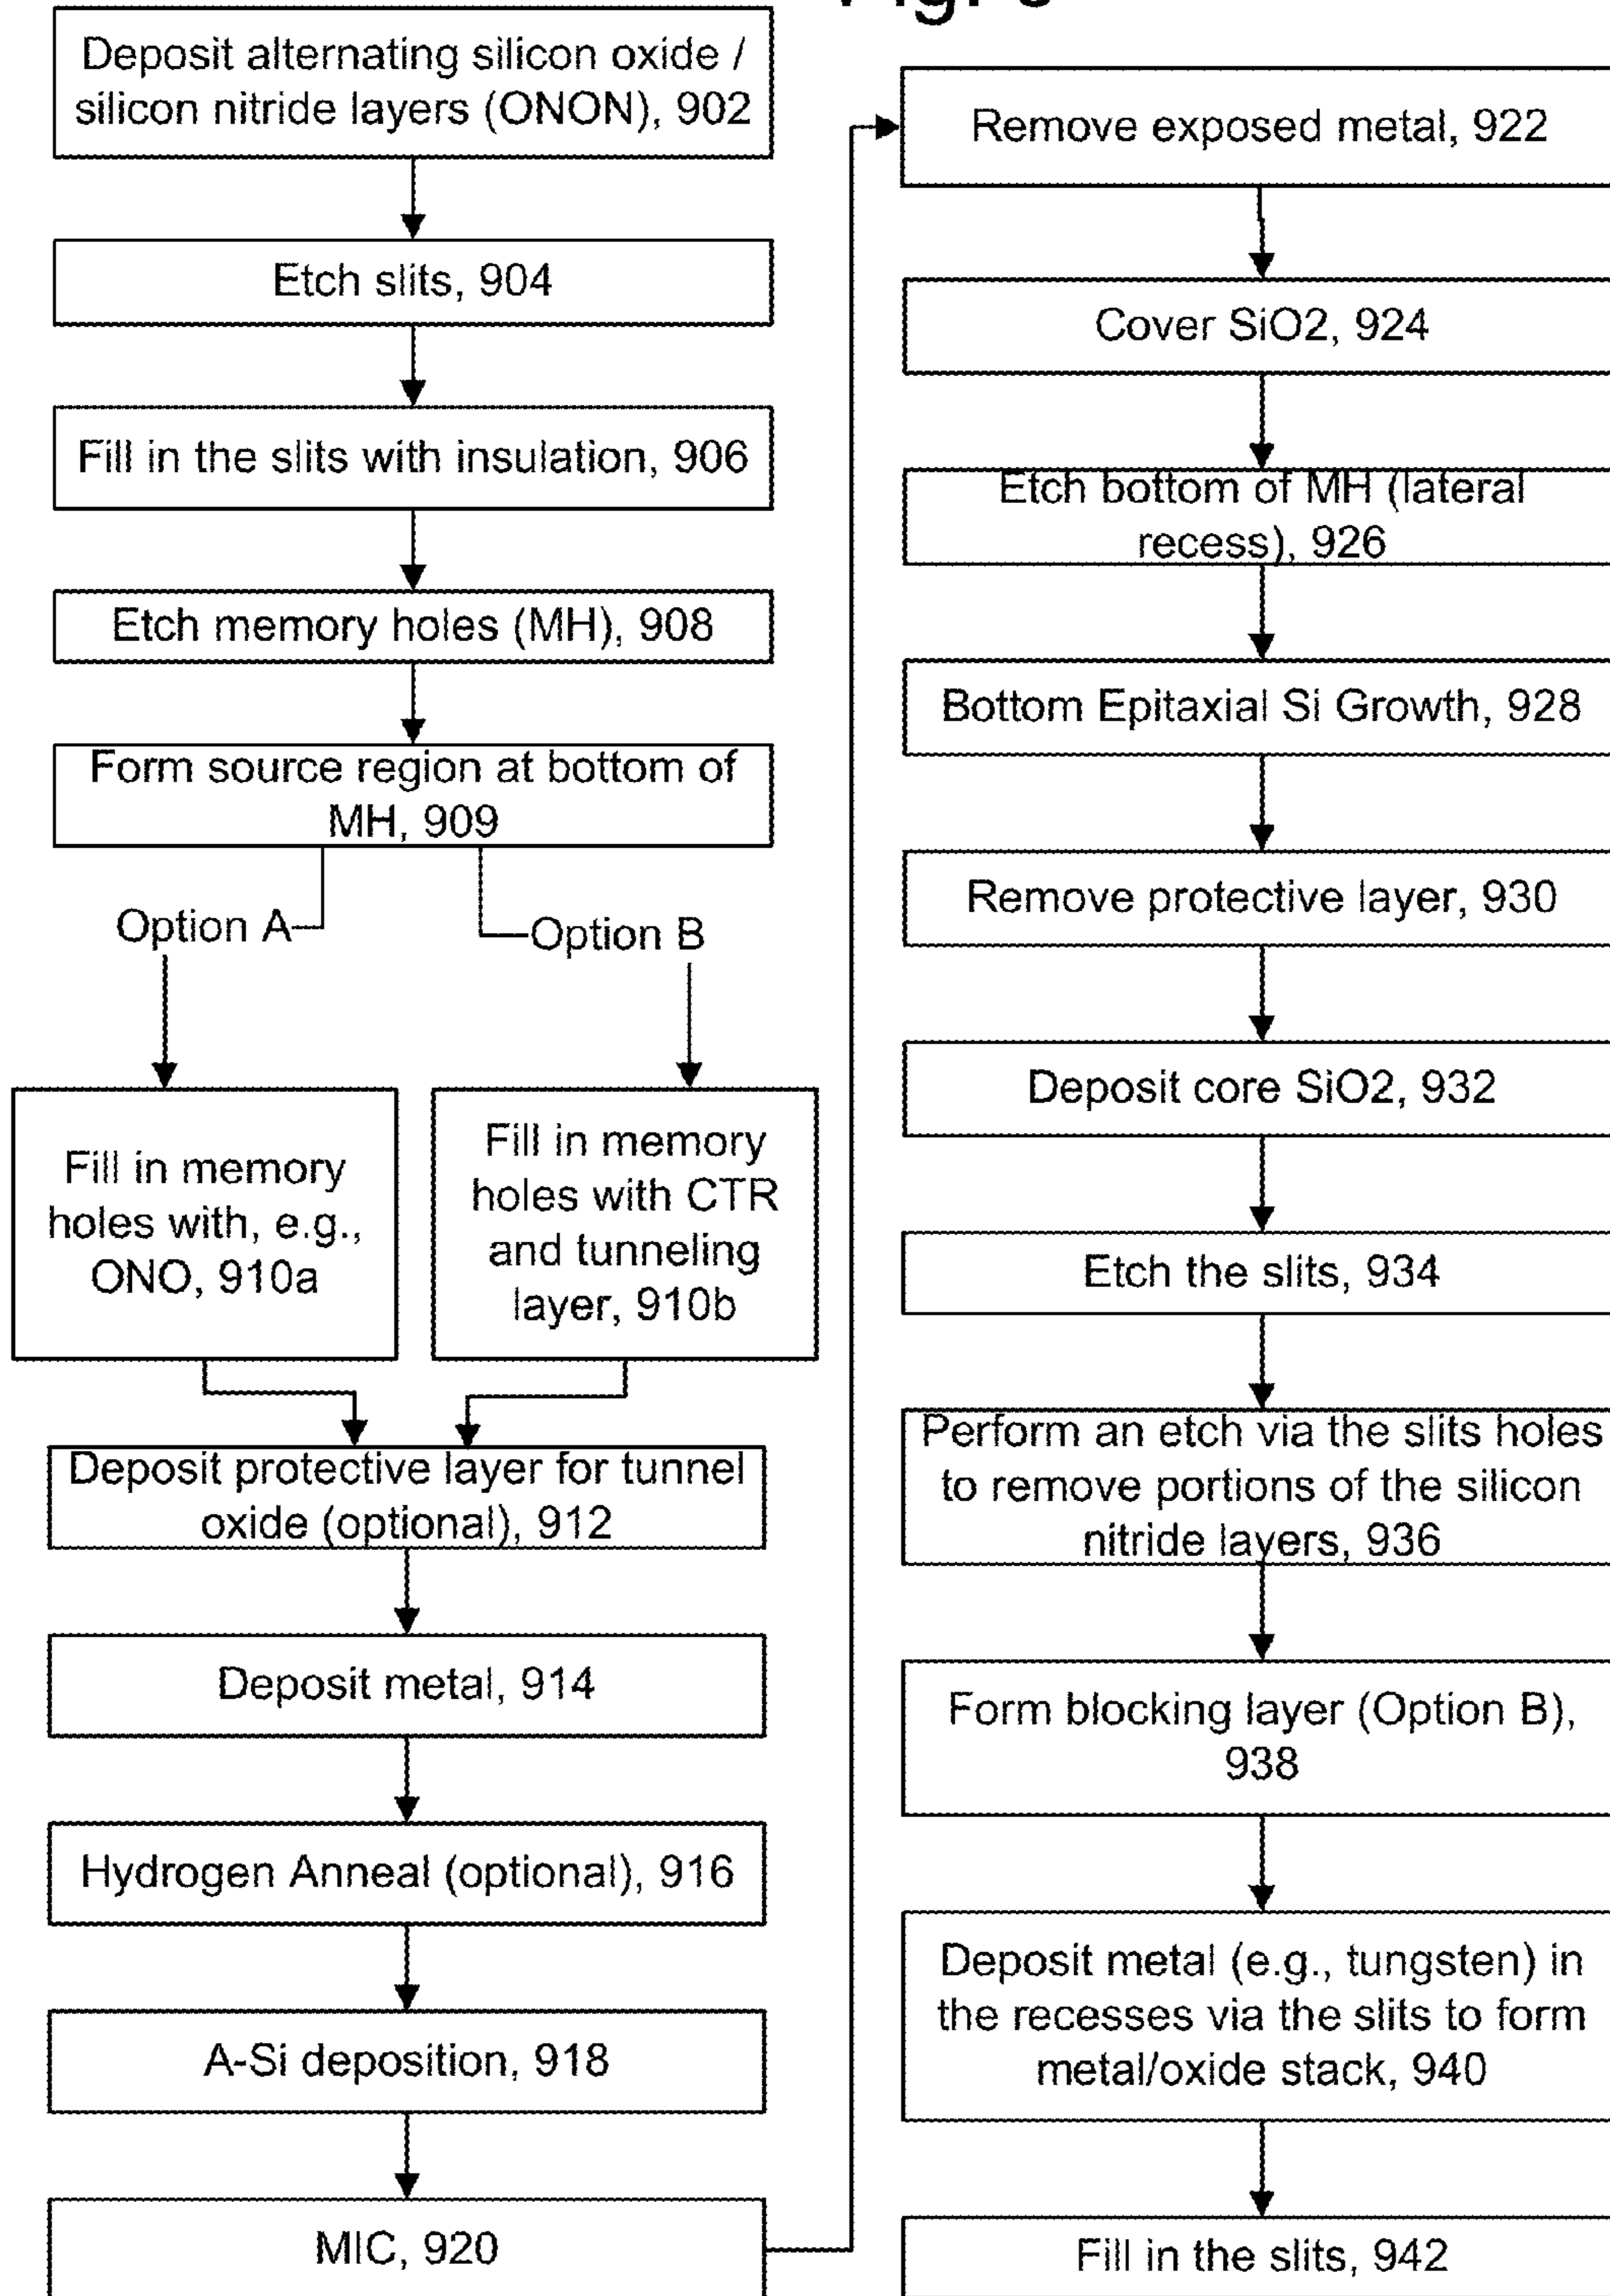 Deposit alternating silicon oxide /
silicon nitride layers (ONON), 902
Etch slits, 904
Fill in the slits with insulation, 906
Etch memory holes (MH), 908
Form source region at bottom of
MH, 909
Option A
Option B
Fill in memory
holes with, e.g.,
ONO, 910a
Fill in memory
holes with CTR
and tunneling
layer, 910b
Deposit protective layer for tunnel
oxide (optional), 912
Deposit metal, 914
Hydrogen Anneal (optional), 916
A-Si deposition, 918
MIC, 920
Remove exposed metal, 922
Cover SiO2, 924
Etch bottom of MH (lateral
recess), 926
Bottom Epitaxial Si Growth, 928
Remove protective layer, 930
Deposit core SiO2, 932
Etch the slits, 934
Perform an etch via the slits holes
to remove portions of the silicon
nitride layers, 936
Form blocking layer (Option B),
938
Deposit metal (e.g., tungsten) in
the recesses via the slits to form
metal/oxide stack, 940
Fill in the slits, 942